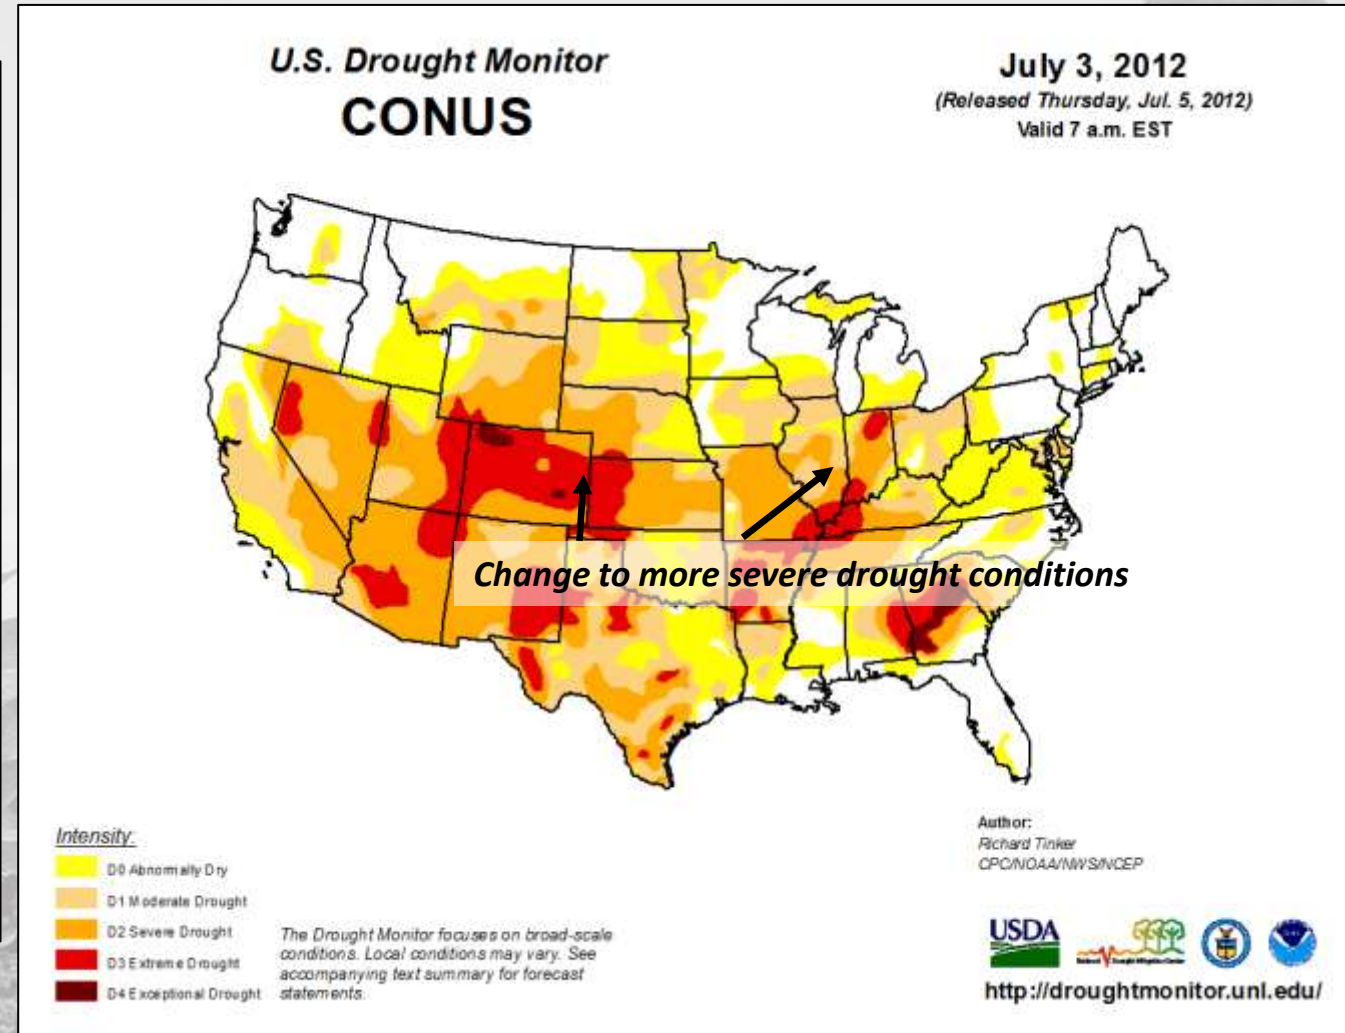 U.S. Drought Monitor
CONUS
July 3, 2012
(Released Thursday, Jul. 5, 2012)
Valid 7 a.m. EST
Change to more severe drought conditions
Intensity:
D0 Abnormally Dry
D1 Moderate Drought
D2 Severe Drought
D3 Extreme Drought
D4 Exceptional Drought
The Drought Monitor focuses on broad-scale
conditions. Local conditions may vary. See
accompanying text summary for forecast
statements.
Author:
Richard Tinker
CPC/NOAA/NWS/NCEP
USDA
http://droughtmonitor.unl.edu/